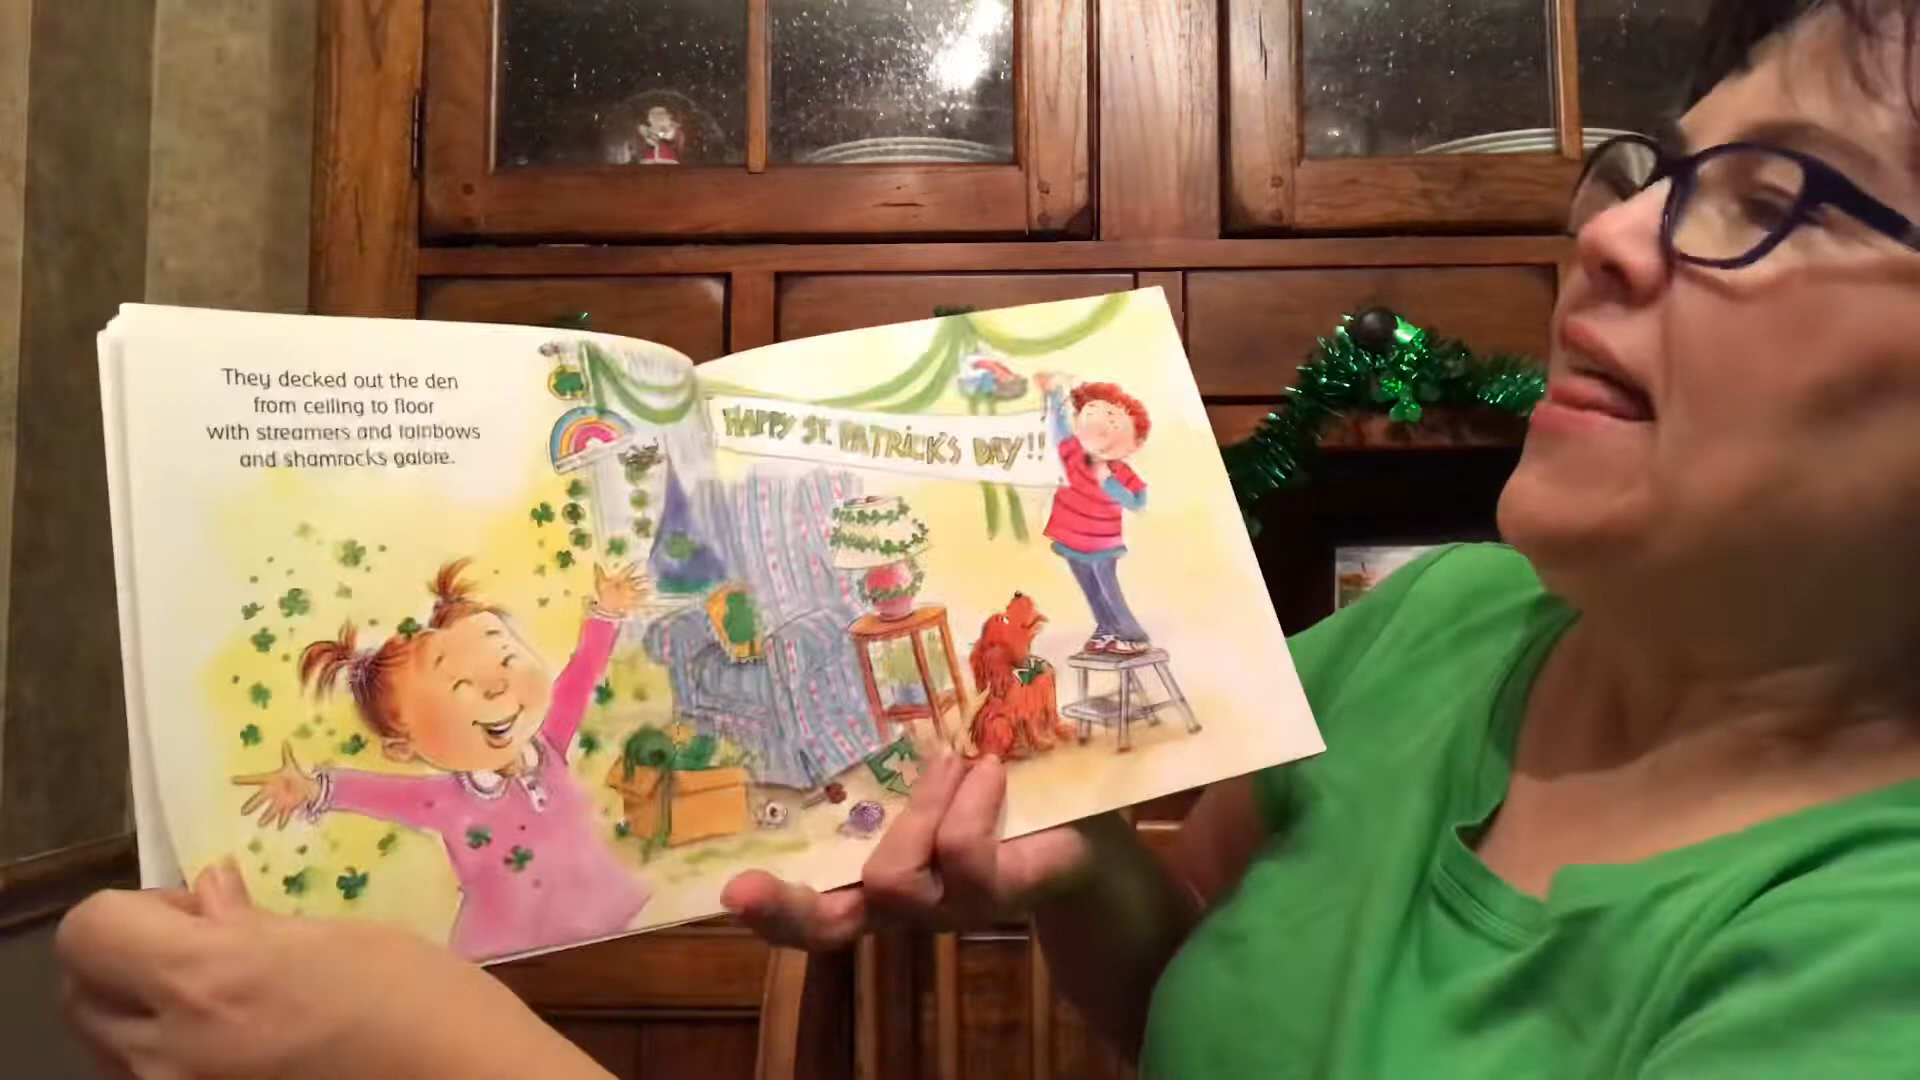 They decked out the den
from ceiling to floor
with streamers and rainbows
and shamrocks galore.
HAPPY ST. PATRICK'S DAY!!